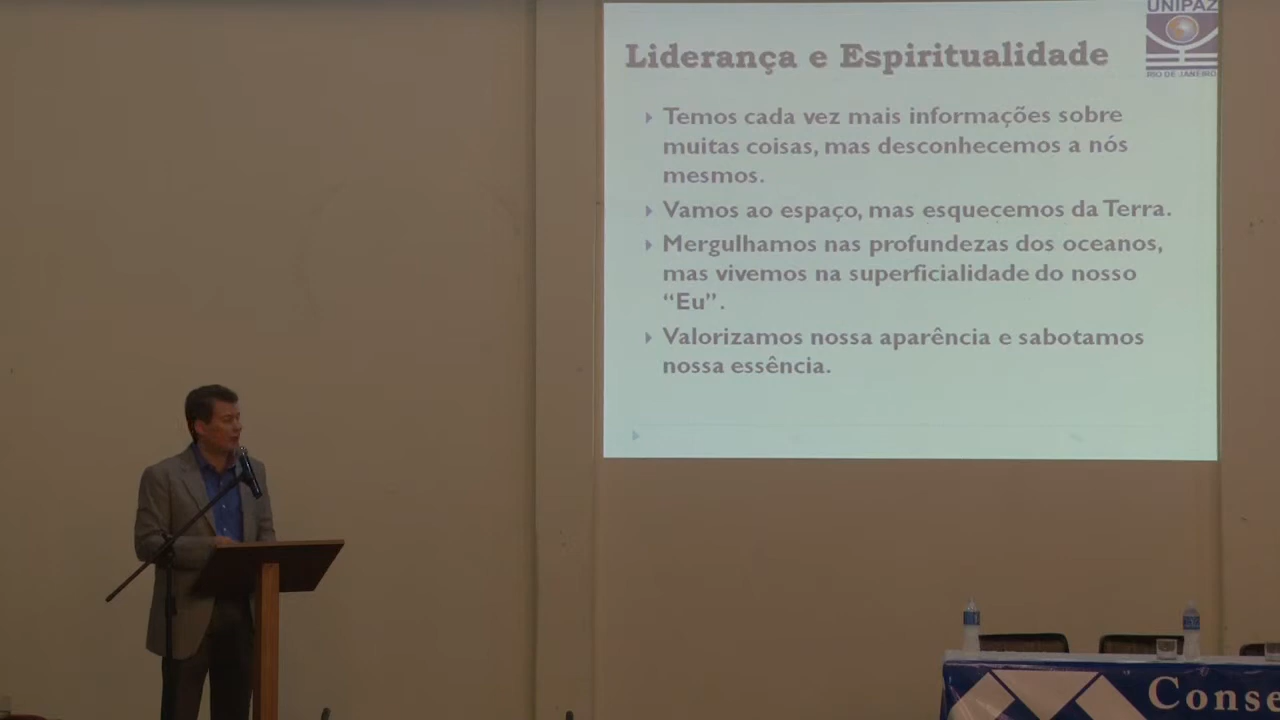 UNIPAZ
RIO DE JANEIRO
Liderança e Espiritualidade
Temos cada vez mais informações sobre
muitas coisas, mas desconhecemos a nós
mesmos.
Vamos ao espaço, mas esquecemos da Terra.
Mergulhamos nas profundezas dos oceanos,
mas vivemos na superficialidade do nosso
“Eu”.
Valorizamos nossa aparência e sabotamos
nossa essência.
Conse